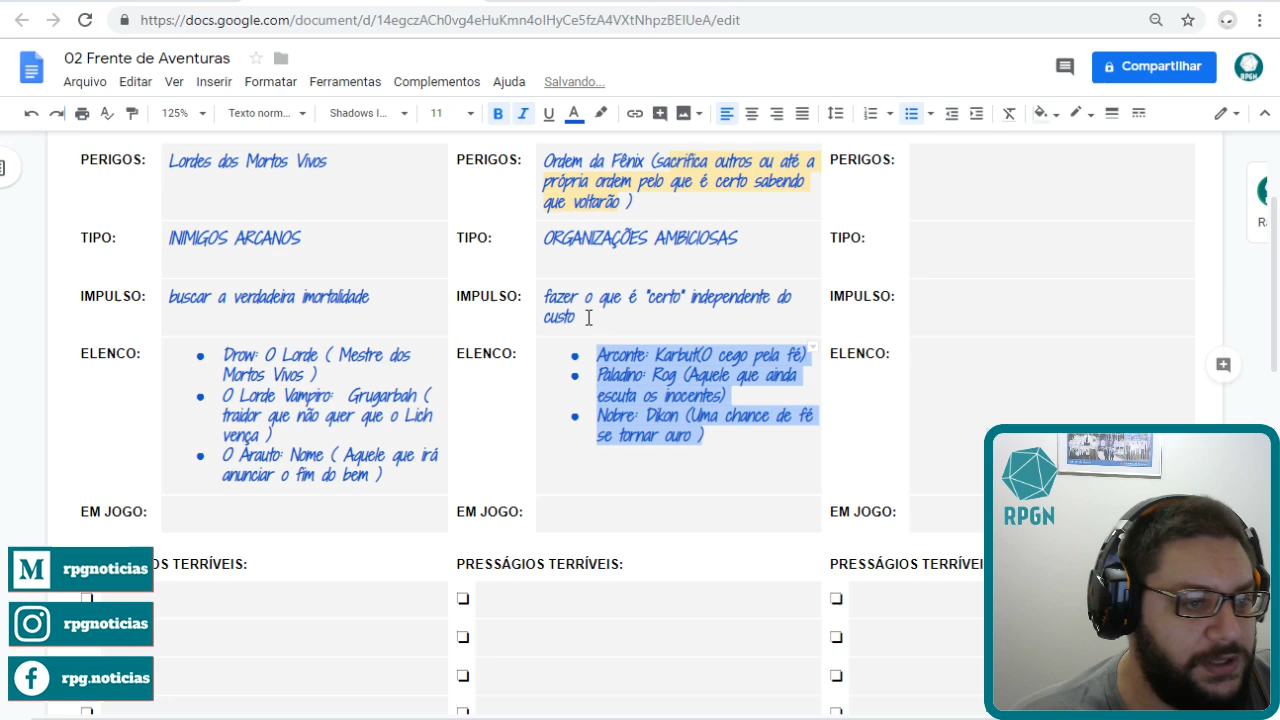 https://docs.google.com/document/d/14egczACh0vg4eHuKmn4oIHyCe5fzA4VXtNhpzBEIUeA/edit
02 Frente de Aventuras
Arquivo Editar Ver Inserir Formatar Ferramentas Complementos Ajuda Salvando...
Compartilhar
125% Texto norm... Shadows I... 11
PERIGOS: Lordes dos Mortos Vivos
TIPO: INIMIGOS ARCANOS
IMPULSO: buscar a verdadeira imortalidade
ELENCO:
● Drow: O Lorde ( Mestre dos
Mortos Vivos )
● O Lorde Vampiro: Grugarbah (
traidor que não quer que o Lich
vença )
● O Arauto: Nome ( Aquele que irá
anunciar o fim do bem )
EM JOGO:
S TERRÍVEIS:
PERIGOS: Ordem da Fênix (sacrifica outros ou até a
própria ordem pelo que é certo sabendo
que voltarão )
TIPO: ORGANIZAÇÕES AMBICIOSAS
IMPULSO: fazer o que é "certo" independente do
custo
ELENCO:
● Arconte: Karbut(O cego pela fé)
● Paladino: Rog (Aquele que ainda
escuta os inocentes)
● Nobre: Dikon (Uma chance de fé
se tornar ouro )
EM JOGO:
PRESSÁGIOS TERRÍVEIS:
PERIGOS:
TIPO:
IMPULSO:
ELENCO:
EM JOGO:
PRESSÁGIOS TERRÍVEI
M rpgnoticias
rpgnoticias
rpg.noticias
RPGN